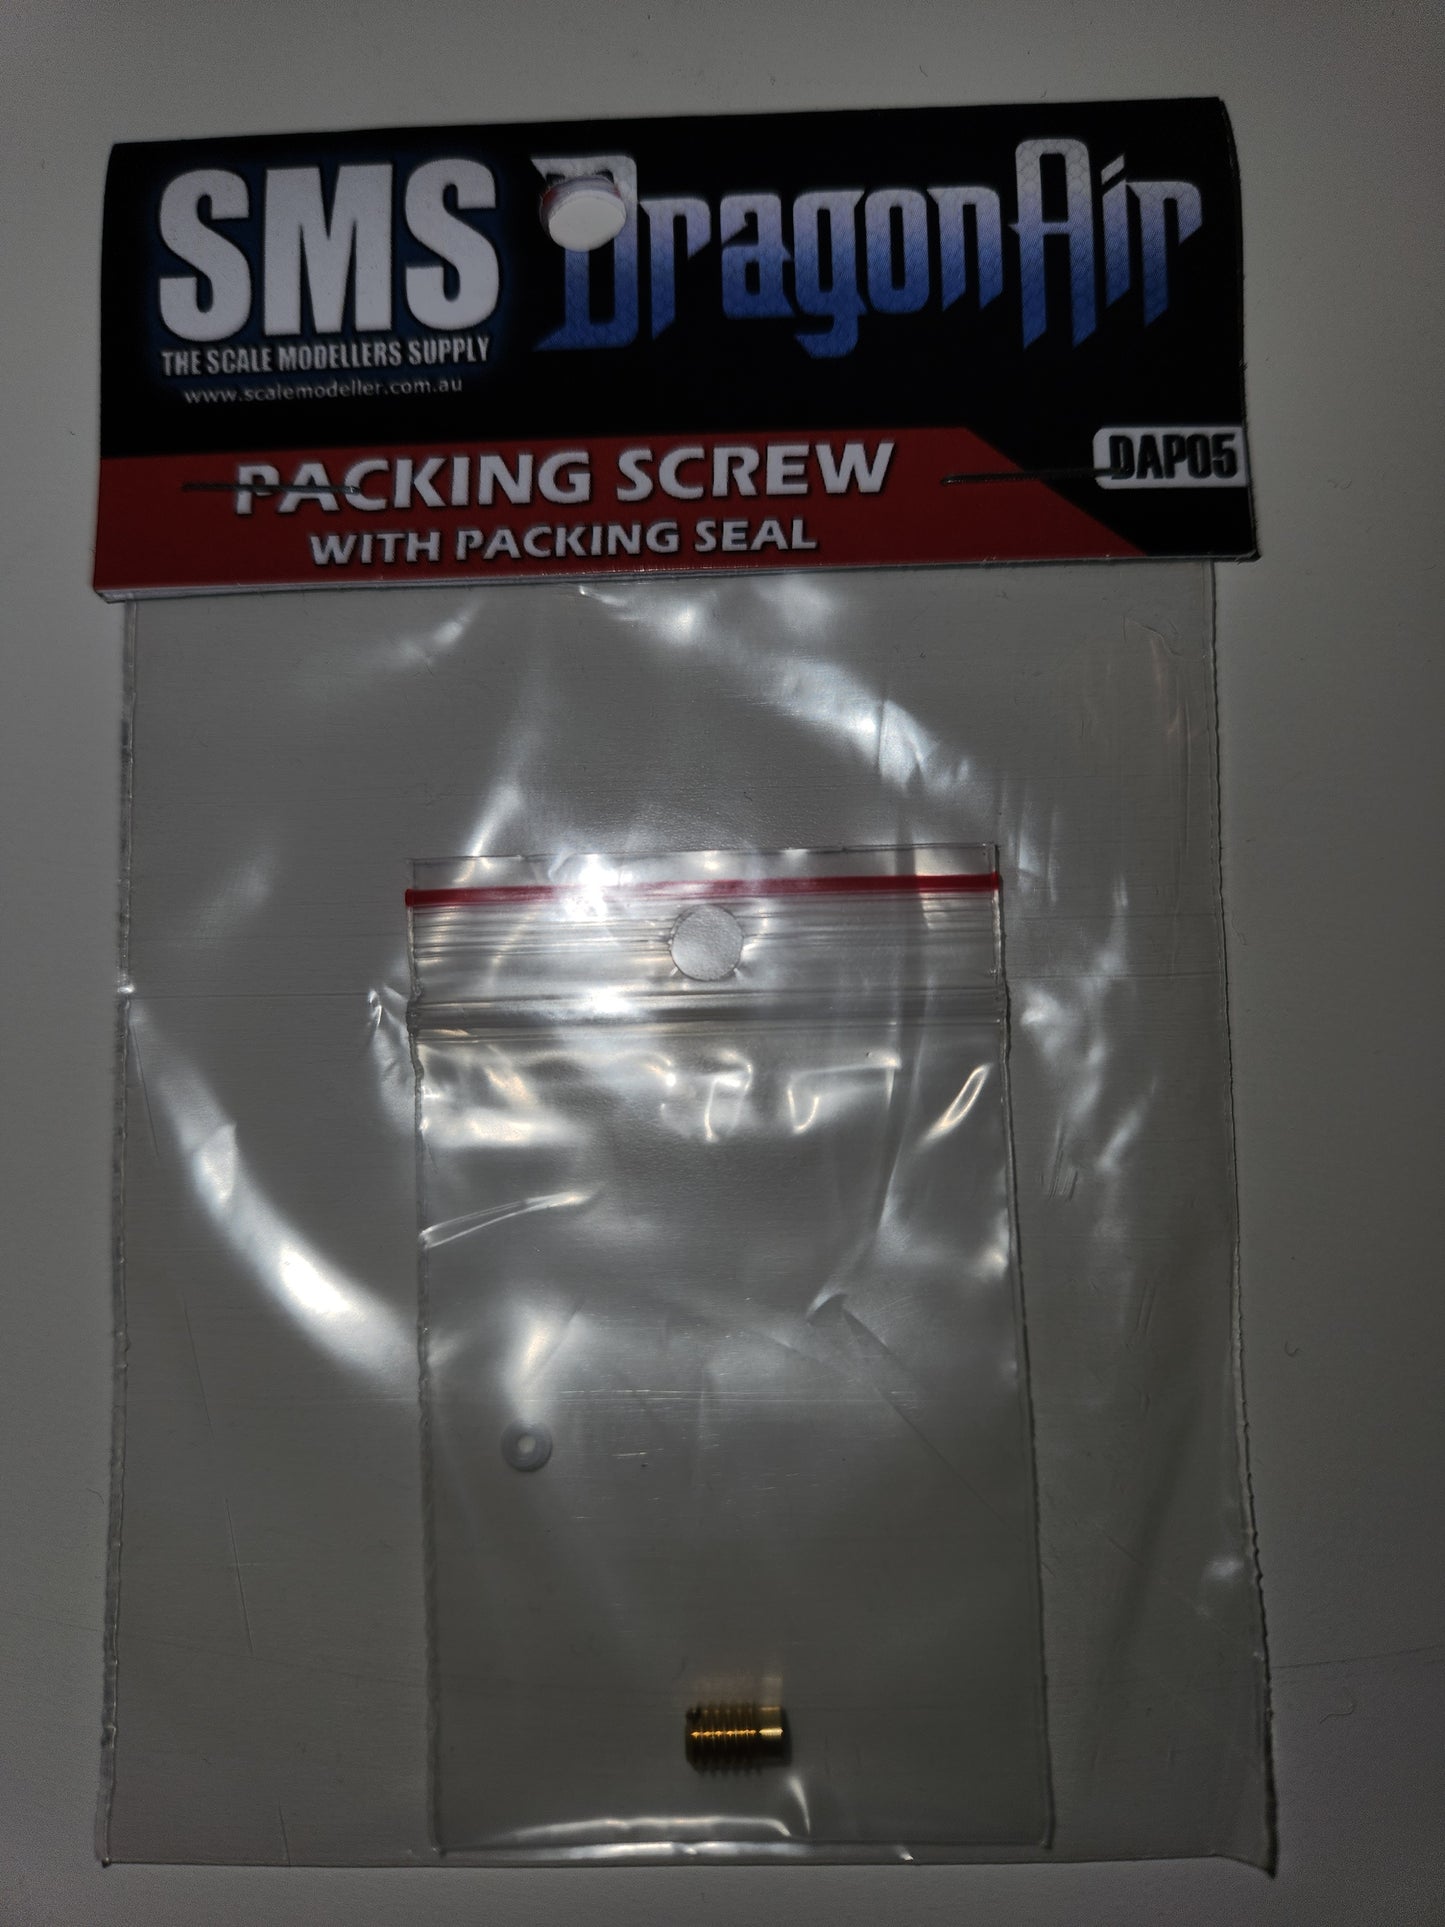 SMS
DragonAir
THE SCALE MODELLERS SUPPLY
www.scalemodeller.com.au
PACKING SCREW
DAP05
WITH PACKING SEAL